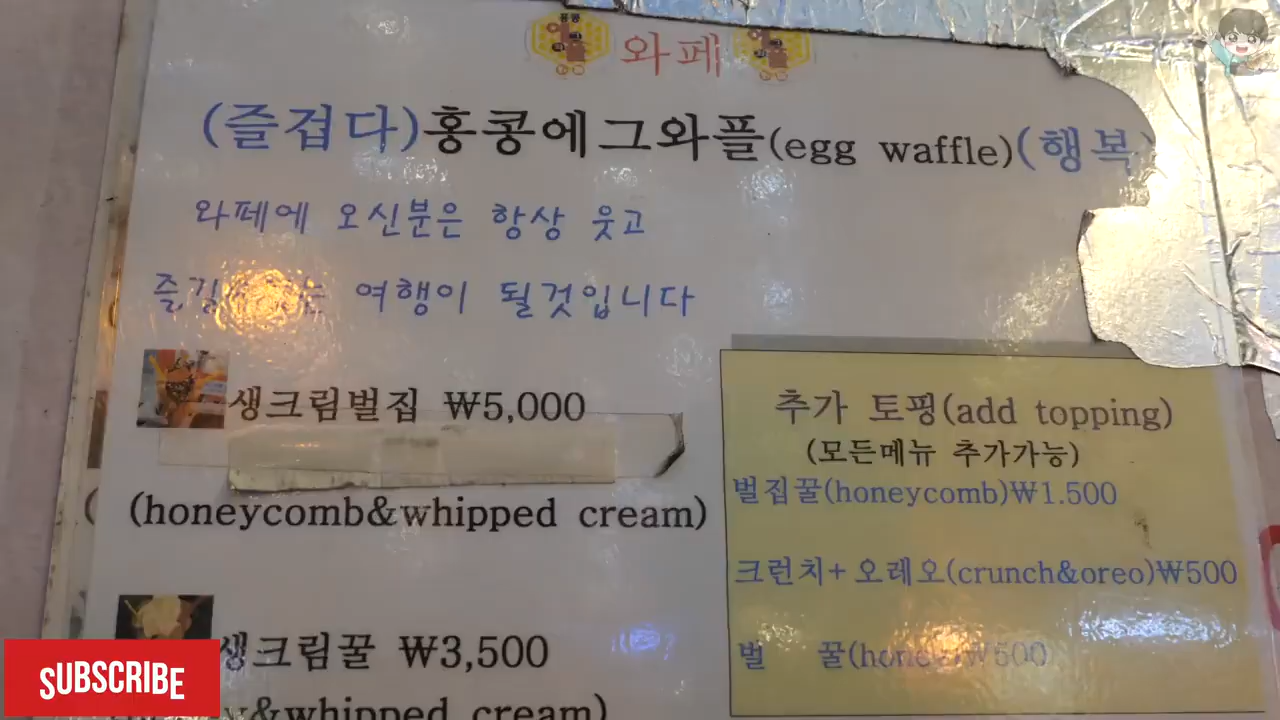 와페
(즐겁다)홍콩에그와플(egg waffle)(행복)
와페에 오신분은 항상 웃고
여행이 될것입니다
생크림벌집 ₩5,000
(honeycomb&whipped cream)
생크림꿀 ₩3,500
&whipped cream)
추가 토핑(add topping)
(모든메뉴 추가가능)
벌집꿀(honeycomb)₩1.500
크런치+오레오(crunch&oreo)₩500
벌 꿀(honey)₩500
SUBSCRIBE